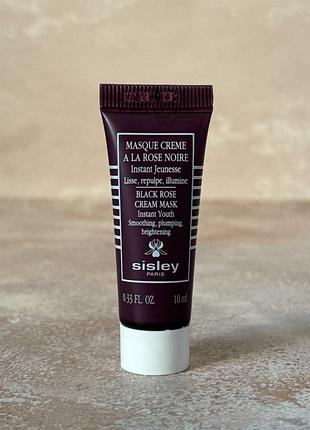 MASQUE CREME
A LA ROSE NOIRE
Instant Jeunesse
Lisse, repulpe, illumine
BLACK ROSE
CREAM MASK
Instant Youth
Smoothing, plumping,
brightening
sisley
PARIS
0.33 FL. OZ 10 ml